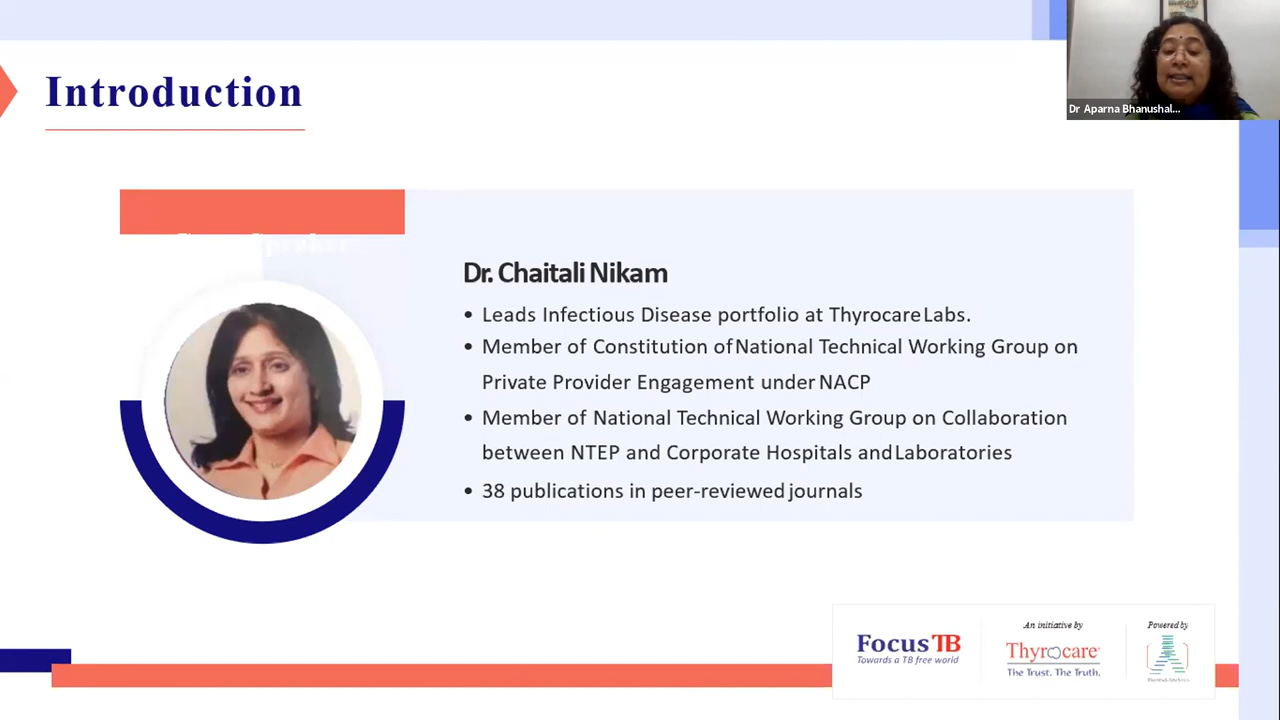 Introduction
Dr Aparna Bhanushal...
Speaker
Dr. Chaitali Nikam
• Leads Infectious Disease portfolio at Thyrocare Labs.
• Member of Constitution of National Technical Working Group on
Private Provider Engagement under NACP
• Member of National Technical Working Group on Collaboration
between NTEP and Corporate Hospitals and Laboratories
• 38 publications in peer-reviewed journals
Focus TB
Towards a TB free world
An initiative by
Thyrocare
The Trust. The Truth.
Powered by